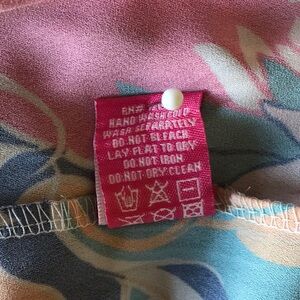 RN#
HAND WASH COLD
WASH SEPARATELY
DO NOT BLEACH
LAY FLAT TO DRY
DO NOT IRON
DO NOT DRY CLEAN